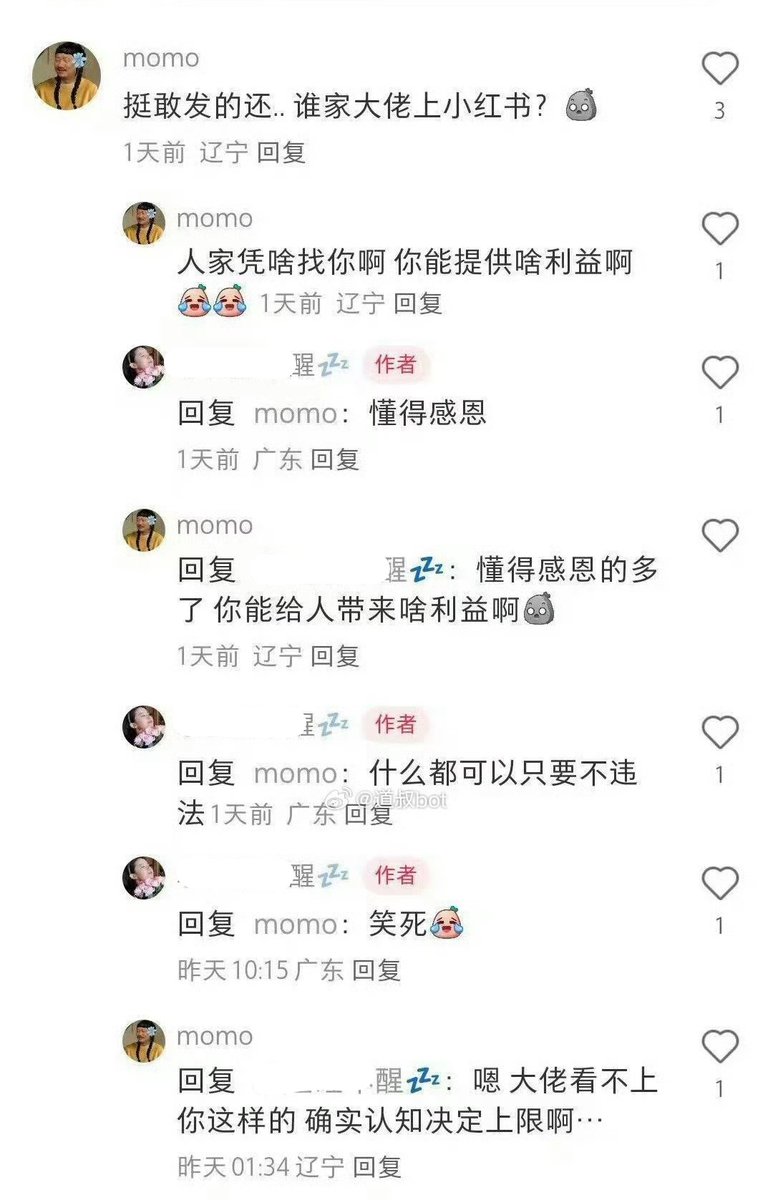 momo
挺敢发的还.. 谁家大佬上小红书?
3
1天前 辽宁 回复
momo
人家凭啥找你啊 你能提供啥利益啊
1天前 辽宁 回复
1
醒 作者
回复 momo: 懂得感恩
1
1天前 广东 回复
momo
回复 醒💤: 懂得感恩的多
了 你能给人带来啥利益啊
1天前 辽宁 回复
作者
回复 momo: 什么都可以只要不违
1
法 1天前 广东 回复
@道叔bot
醒💤 作者
回复 momo: 笑死
1
昨天 10:15 广东 回复
momo
回复 醒💤: 嗯 大佬看不上
你这样的 确实认知决定上限啊…
1
昨天 01:34 辽宁 回复